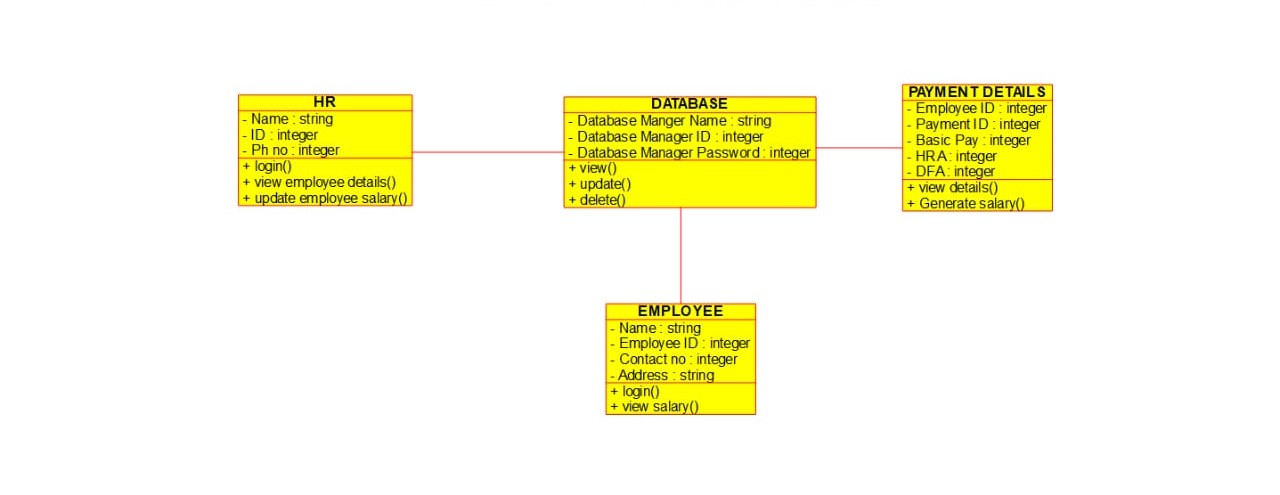 HR
- Name : string
- ID : integer
- Ph no : integer
+ login()
+ view employee details()
+ update employee salary()
DATABASE
- Database Manger Name : string
- Database Manager ID : integer
- Database Manager Password : integer
+ view()
+ update()
+ delete()
PAYMENT DETAILS
- Employee ID : integer
- Payment ID : integer
- Basic Pay : integer
- HRA : integer
- DFA : integer
+ view details()
+ Generate salary()
EMPLOYEE
- Name : string
- Employee ID : integer
- Contact no : integer
- Address : string
+ login()
+ view salary()